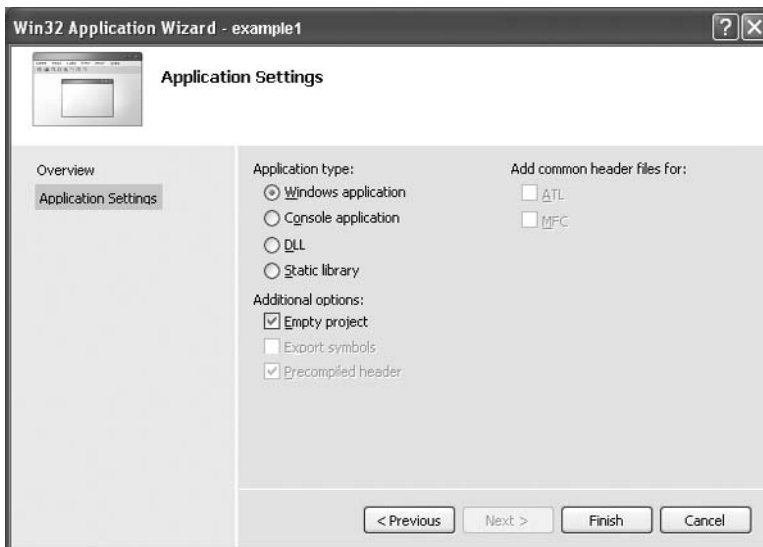 Win32 Application Wizard - example1
Application Settings
Overview
Application Settings
Application type:
Windows application
Console application
DLL
Static library
Additional options:
Empty project
Export symbols
Precompiled header
Add common header files for:
ATL
MFC
< Previous
Next >
Finish
Cancel